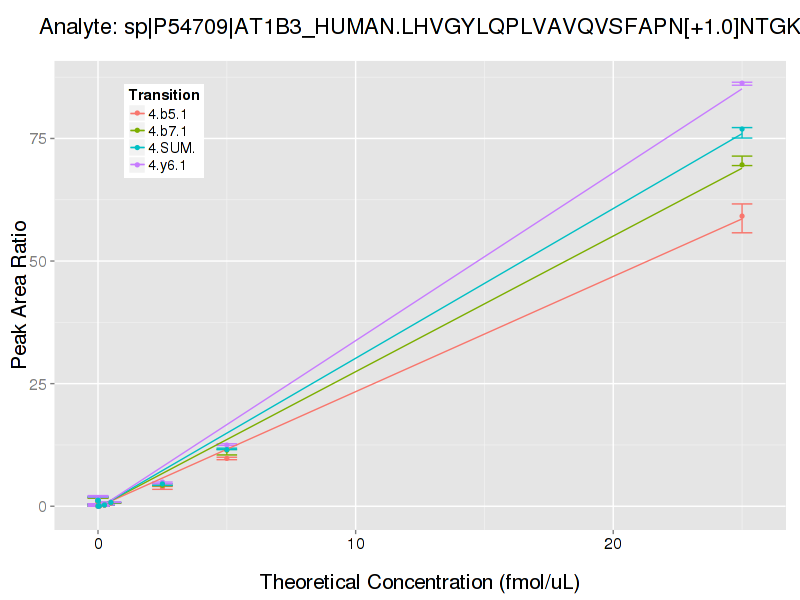 Analyte: sp|P54709|AT1B3_HUMAN.LHVGYLQPLVAVQVSFAPN[+1.0]NTGK
Transition
4.b5.1
4.b7.1
4.SUM.
4.y6.1
75
50
25
0
Peak Area Ratio
0 10 20
Theoretical Concentration (fmol/uL)